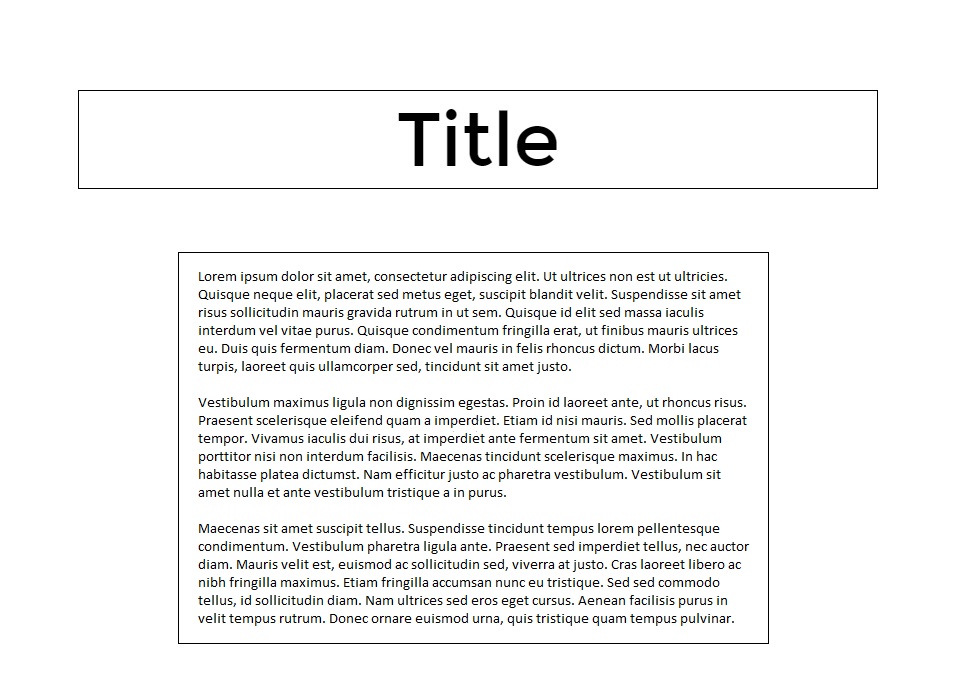 Title
Lorem ipsum dolor sit amet, consectetur adipiscing elit. Ut ultrices non est ut ultricies.
Quisque neque elit, placerat sed metus eget, suscipit blandit velit. Suspendisse sit amet
risus sollicitudin mauris gravida rutrum in ut sem. Quisque id elit sed massa iaculis
interdum vel vitae purus. Quisque condimentum fringilla erat, ut finibus mauris ultrices
eu. Duis quis fermentum diam. Donec vel mauris in felis rhoncus dictum. Morbi lacus
turpis, laoreet quis ullamcorper sed, tincidunt sit amet justo.
Vestibulum maximus ligula non dignissim egestas. Proin id laoreet ante, ut rhoncus risus.
Praesent scelerisque eleifend quam a imperdiet. Etiam id nisi mauris. Sed mollis placerat
tempor. Vivamus iaculis dui risus, at imperdiet ante fermentum sit amet. Vestibulum
porttitor nisi non interdum facilisis. Maecenas tincidunt scelerisque maximus. In hac
habitasse platea dictumst. Nam efficitur justo ac pharetra vestibulum. Vestibulum sit
amet nulla et ante vestibulum tristique a in purus.
Maecenas sit amet suscipit tellus. Suspendisse tincidunt tempus lorem pellentesque
condimentum. Vestibulum pharetra ligula ante. Praesent sed imperdiet tellus, nec auctor
diam. Mauris velit est, euismod ac sollicitudin sed, viverra at justo. Cras laoreet libero ac
nibh fringilla maximus. Etiam fringilla accumsan nunc eu tristique. Sed sed commodo
tellus, id sollicitudin diam. Nam ultrices sed eros eget cursus. Aenean facilisis purus in
velit tempus rutrum. Donec ornare euismod urna, quis tristique quam tempus pulvinar.